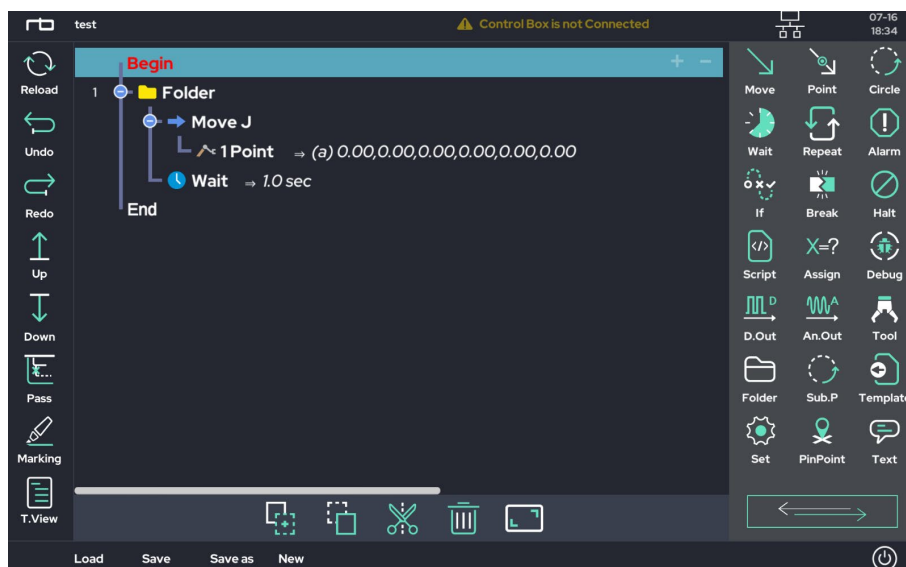 test
Control Box is not Connected
07-16
18:34
Reload
Undo
Redo
Up
Down
Pass
Marking
T.View
Begin
1 Folder
Move J
1 Point ⇒ (a) 0.00,0.00,0.00,0.00,0.00,0.00
Wait ⇒ 1.0 sec
End
Move Point Circle
Wait Repeat Alarm
If Break Halt
Script Assign Debug
X=?
D
A
D.Out An.Out Tool
Folder Sub.P Templat
Set PinPoint Text
Load Save Save as New